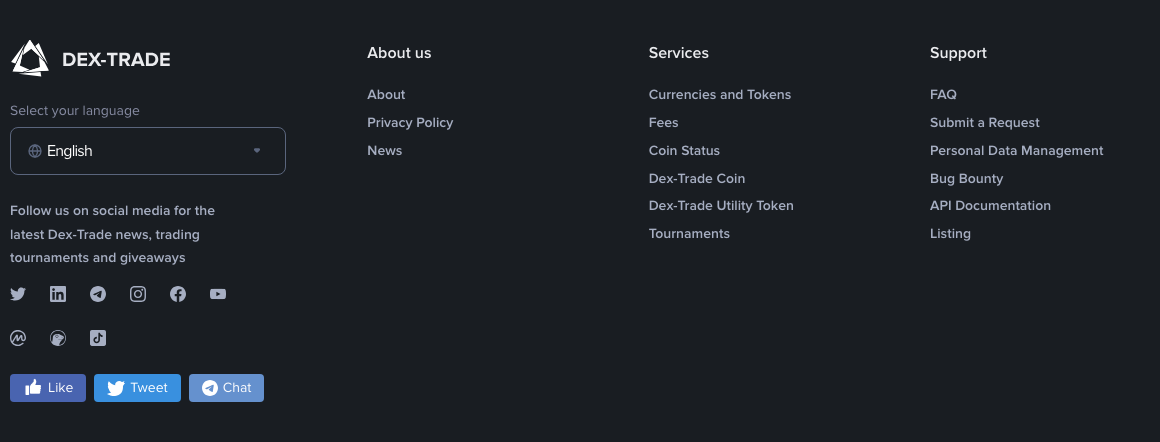 DEX-TRADE
Select your language
English
Follow us on social media for the
latest Dex-Trade news, trading
tournaments and giveaways
Like
Tweet
Chat
About us
About
Privacy Policy
News
Services
Currencies and Tokens
Fees
Coin Status
Dex-Trade Coin
Dex-Trade Utility Token
Tournaments
Support
FAQ
Submit a Request
Personal Data Management
Bug Bounty
API Documentation
Listing